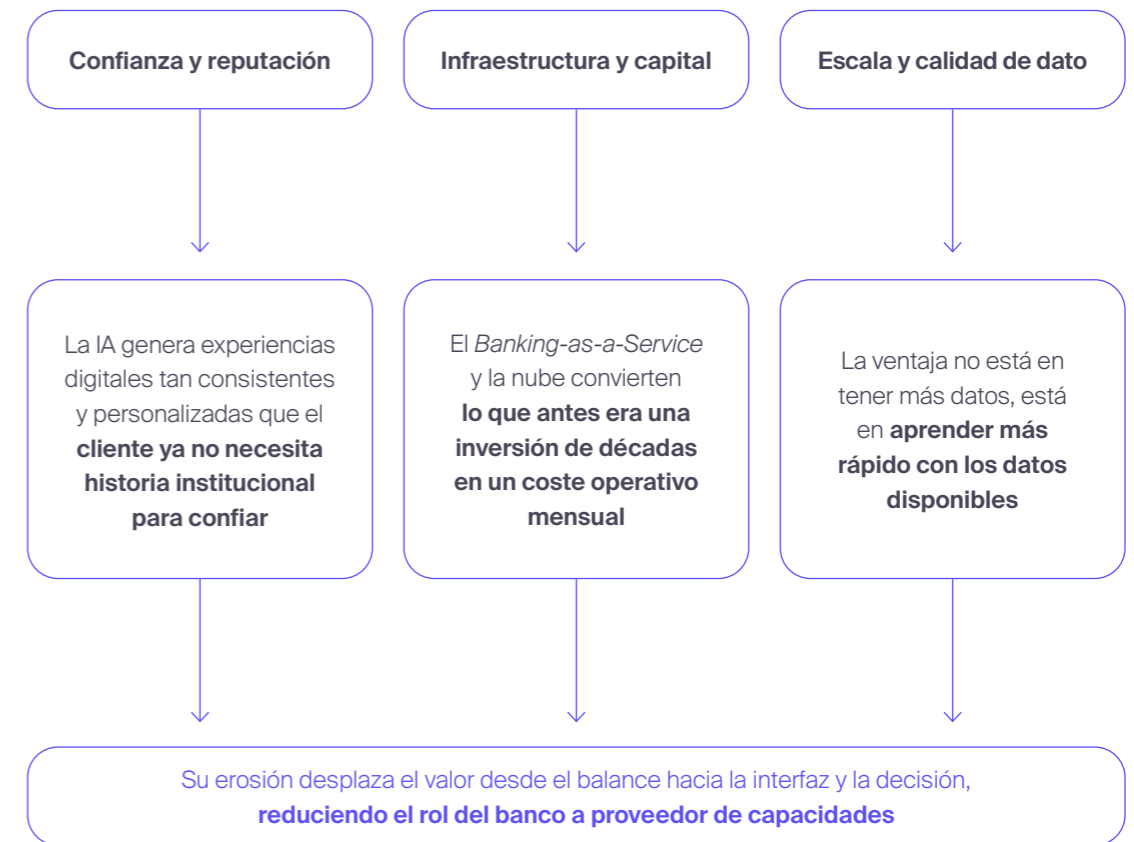 Confianza y reputación
Infraestructura y capital
Escala y calidad de dato
La IA genera experiencias
digitales tan consistentes
y personalizadas que el
cliente ya no necesita
historia institucional
para confiar
El Banking-as-a-Service
y la nube convierten
lo que antes era una
inversión de décadas
en un coste operativo
mensual
La ventaja no está en
tener más datos, está
en aprender más
rápido con los datos
disponibles
Su erosión desplaza el valor desde el balance hacia la interfaz y la decisión,
reduciendo el rol del banco a proveedor de capacidades